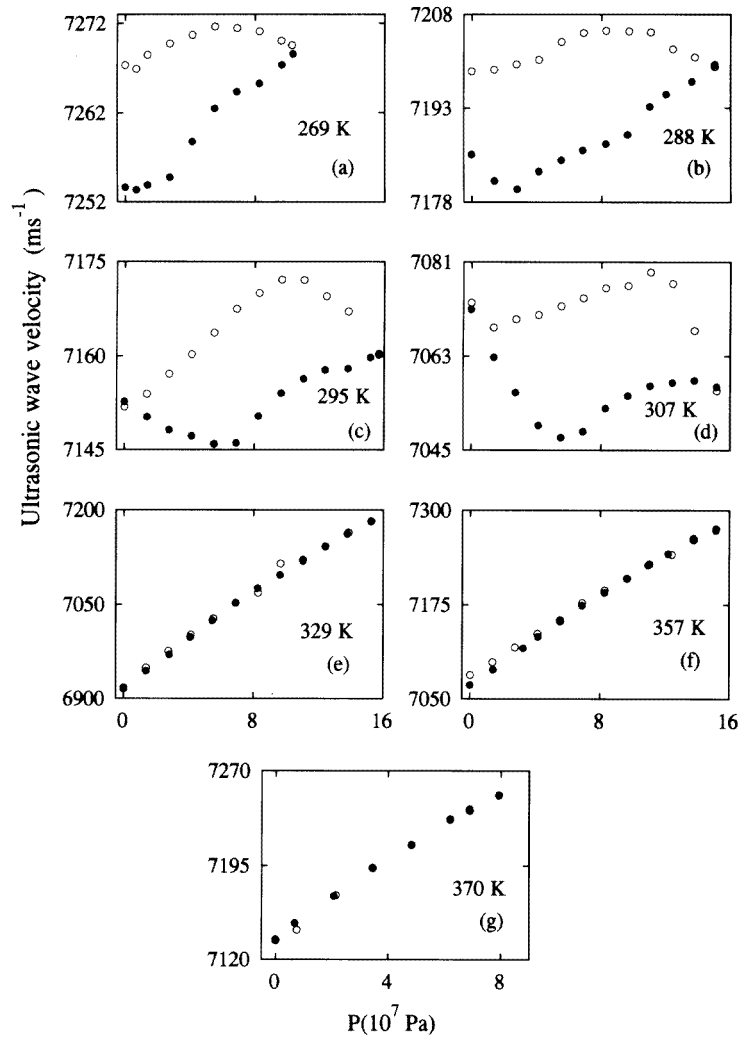 Ultrasonic wave velocity (ms⁻¹)
7272
7262
7252
269 K
(a)
7208
7193
7178
288 K
(b)
7175
7160
7145
295 K
(c)
7081
7063
7045
307 K
(d)
7200
7050
6900
329 K
(e)
0 8 16
7300
7175
7050
357 K
(f)
0 8 16
7270
7195
7120
370 K
(g)
0 4 8
P(10⁷ Pa)